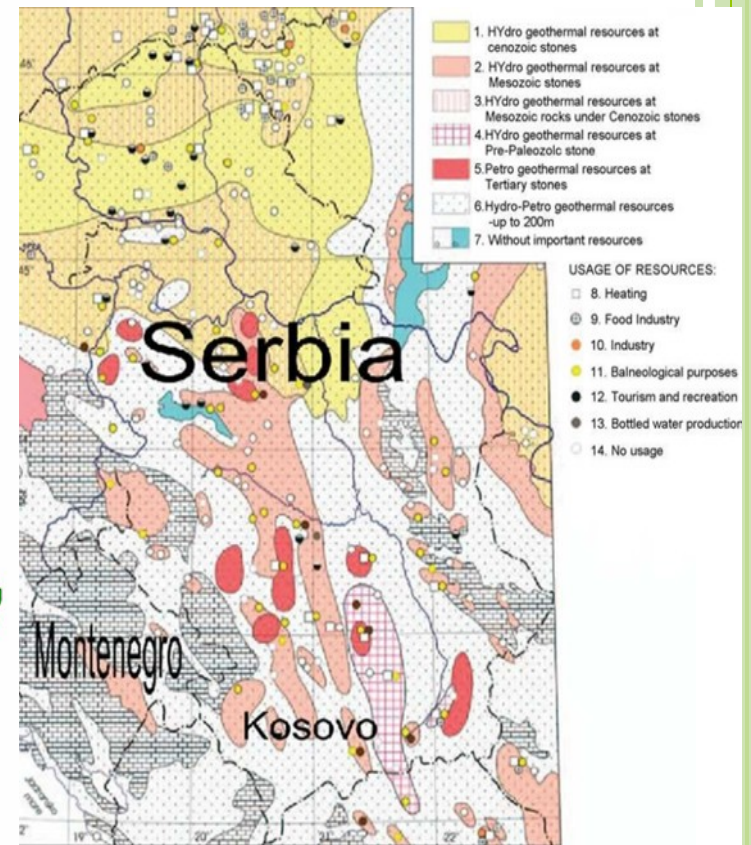 1. HYdro geothermal resources at
cenozoic stones
2. HYdro geothermal resources at
Mesozoic stones
3.HYdro geothermal resources at
Mesozoic rocks under Cenozoic stones
4.HYdro geothermal resources at
Pre-Paleozoic stone
5.Petro geothermal resources at
Tertiary stones
6.Hydro-Petro geothermal resources
-up to 200m
7. Without important resources
USAGE OF RESOURCES:
8. Heating
9. Food Industry
10. Industry
11. Balneological purposes
12. Tourism and recreation
13. Bottled water production
14. No usage
46°
45°
Serbia
Montenegro
Kosovo
19°
20°
21°
22°